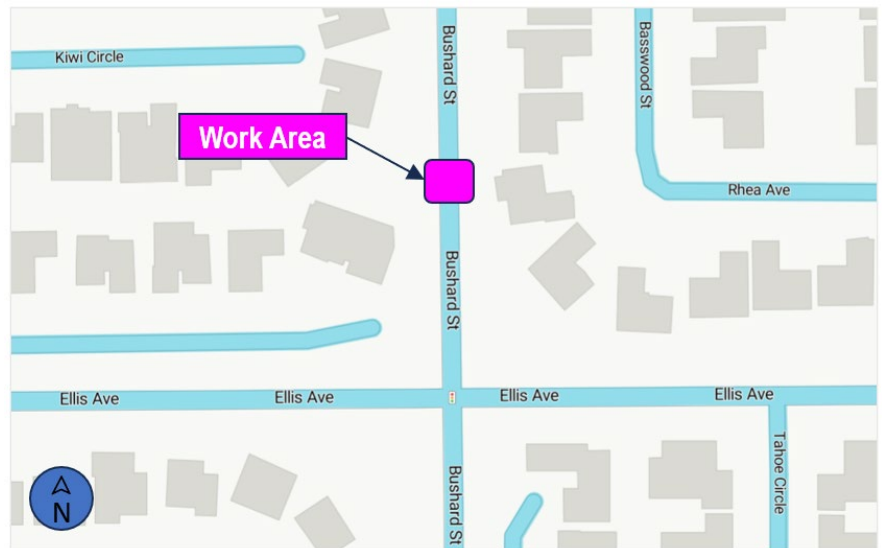 Kiwi Circle
Bushard St
Basswood St
Work Area
Rhea Ave
Bushard St
Ellis Ave
Ellis Ave
Ellis Ave
Ellis Ave
Tahoe Circle
Bushard St
N